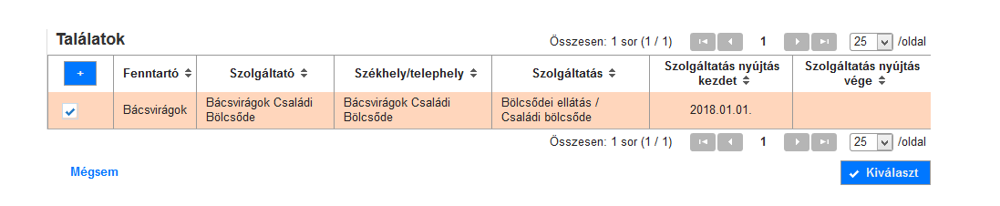 Találatok
Összesen: 1 sor (1 / 1) 1 25 /oldal
+ Fenntartó Szolgáltató Székhely/telephely Szolgáltatás Szolgáltatás nyújtás kezdet Szolgáltatás nyújtás vége
Bácsvirágok Bácsvirágok Családi Bölcsőde Bácsvirágok Családi Bölcsőde Bölcsődei ellátás / Családi bölcsőde 2018.01.01.
Összesen: 1 sor (1 / 1) 1 25 /oldal
Mégsem Kiválaszt